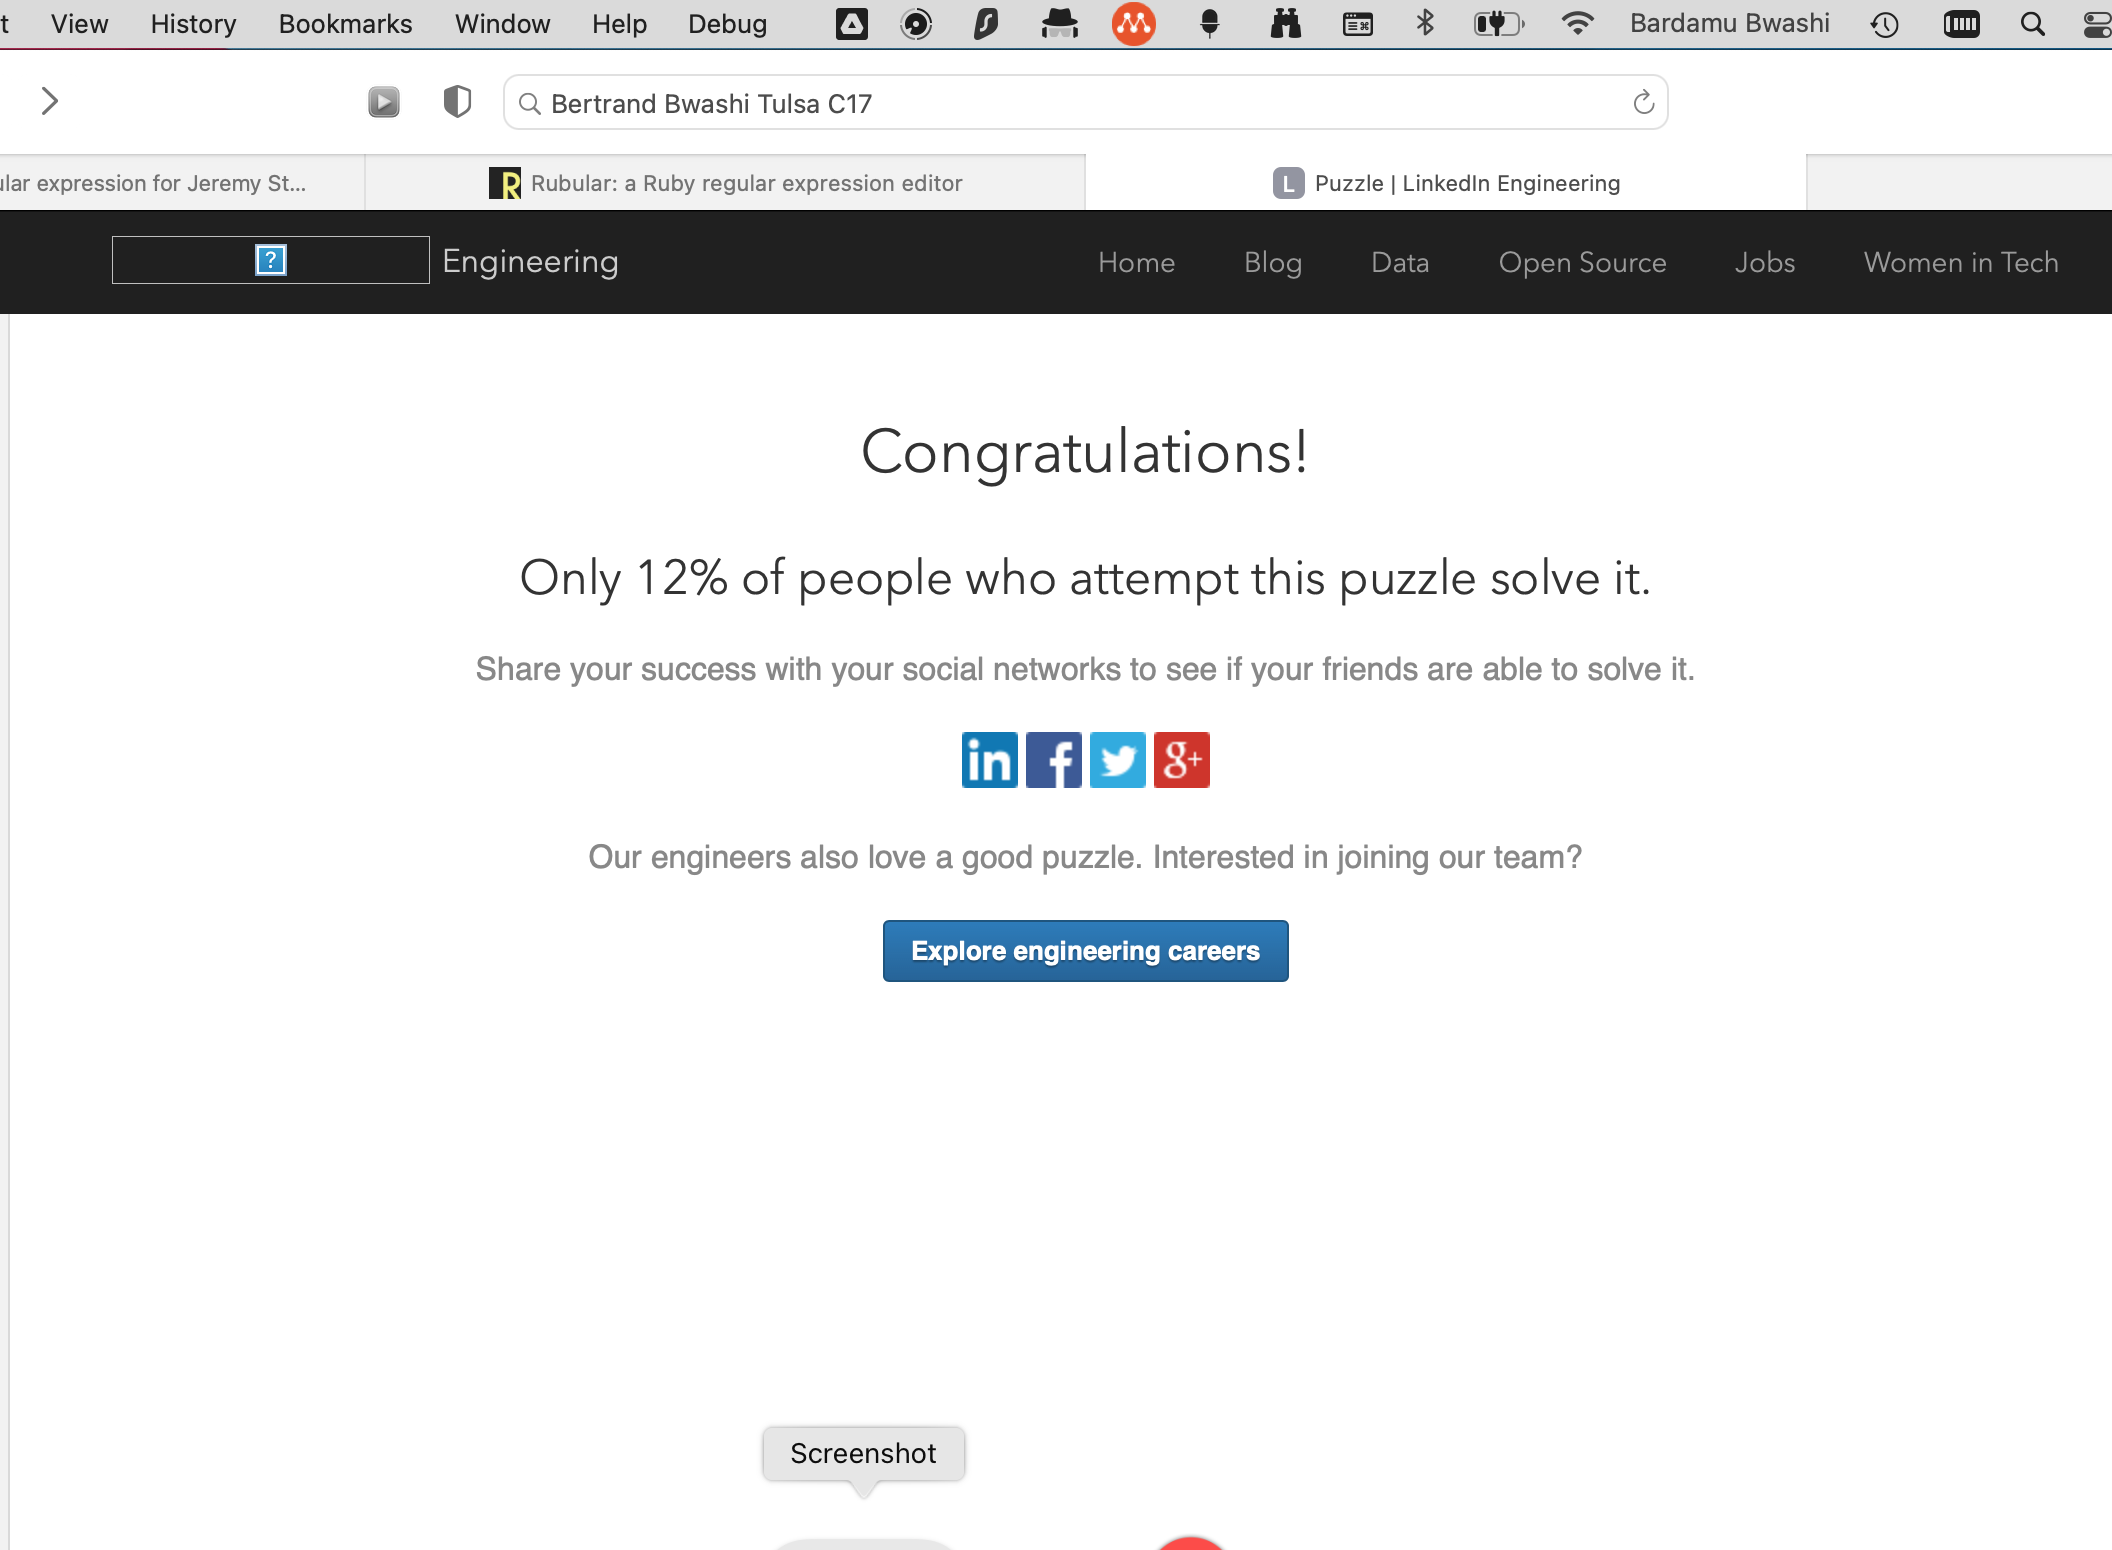 t View History Bookmarks Window Help Debug Bardamu Bwashi
Bertrand Bwashi Tulsa C17
ular expression for Jeremy St... R Rubular: a Ruby regular expression editor L Puzzle | LinkedIn Engineering
? Engineering Home Blog Data Open Source Jobs Women in Tech
Congratulations!
Only 12% of people who attempt this puzzle solve it.
Share your success with your social networks to see if your friends are able to solve it.
in f g+
Our engineers also love a good puzzle. Interested in joining our team?
Explore engineering careers
Screenshot